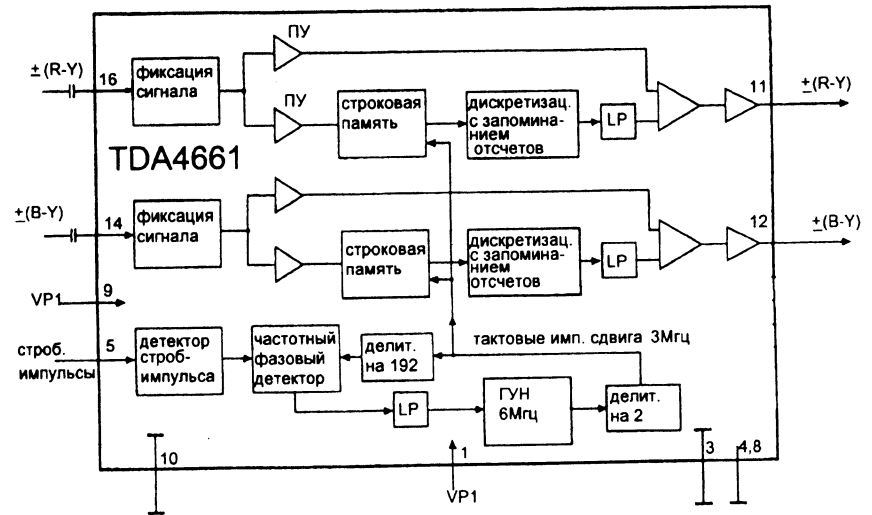 ПУ
+(R-Y)
16
фиксация
сигнала
ПУ
строковая
память
дискретизац.
с запомина-
нием
отсчетов
LP
11
+(R-Y)
TDA4661
+(B-Y)
14
фиксация
сигнала
строковая
память
дискретизац.
с запомина-
нием
отсчетов
LP
12
+(B-Y)
VP1
9
строб.
импульсы
5
детектор
строб-
импульса
частотный
фазовый
детектор
делит.
на 192
тактовые имп. сдвига 3Мгц
LP
ГУН
6Мгц
делит.
на 2
10
1
VP1
3
4,8